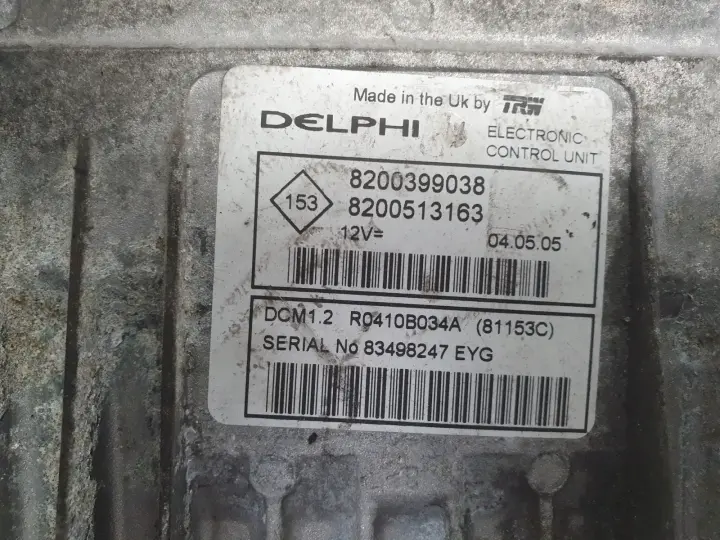 Made in the Uk by TRW
DELPHI
ELECTRONIC
CONTROL UNIT
153
8200399038
8200513163
12V= 04.05.05
DCM1.2 R0410B034A (81153C)
SERIAL No 83498247 EYG